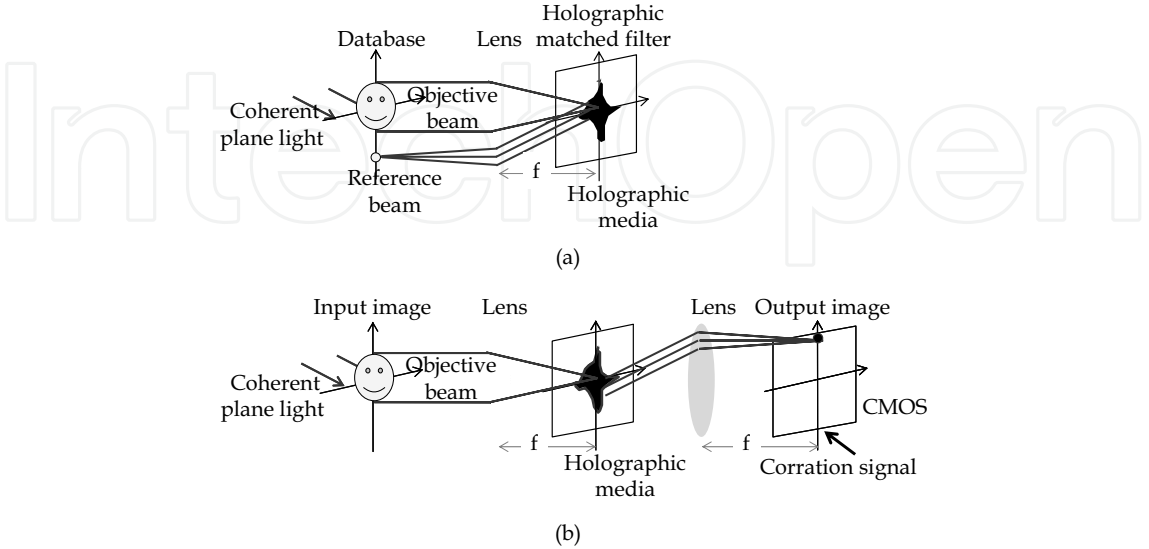 Holographic
matched filter
Database
Lens
Objective
beam
Coherent
plane light
f
Reference
beam
Holographic
media
(a)
IntechOpen
Input image
Lens
Lens
Output image
Objective
beam
Coherent
plane light
CMOS
f
f
Holographic
media
Corration signal
(b)